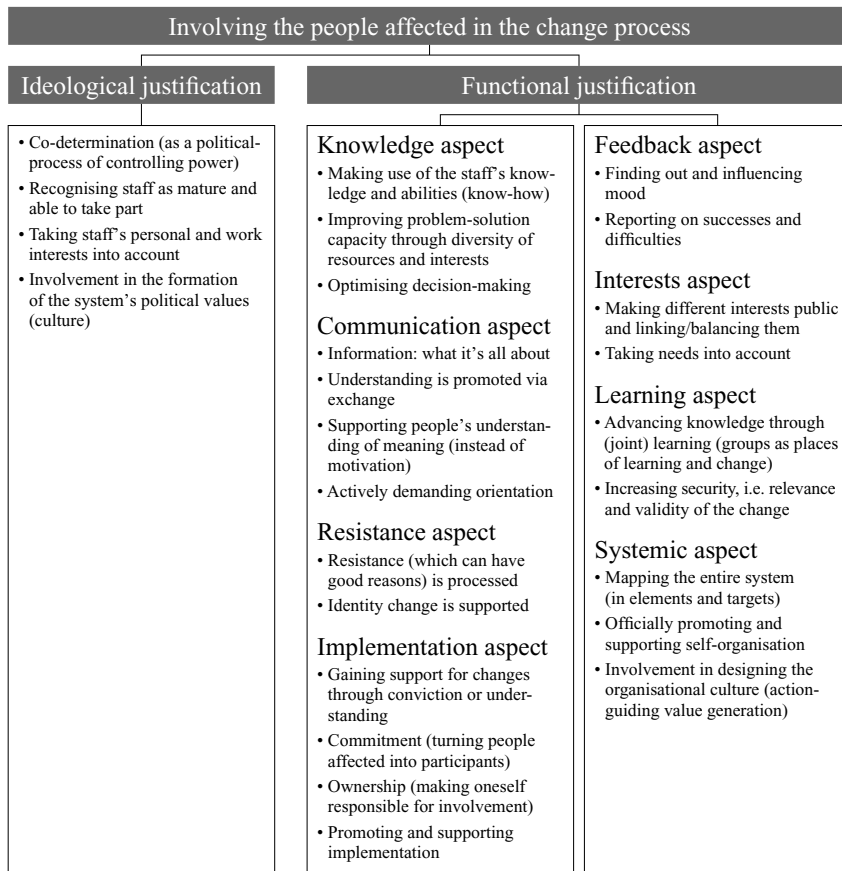 Involving the people affected in the change process
Ideological justification
• Co-determination (as a political-
process of controlling power)
• Recognising staff as mature and
able to take part
• Taking staff’s personal and work
interests into account
• Involvement in the formation
of the system’s political values
(culture)
Functional justification
Knowledge aspect
• Making use of the staff’s know-
ledge and abilities (know-how)
• Improving problem-solution
capacity through diversity of
resources and interests
• Optimising decision-making
Communication aspect
• Information: what it’s all about
• Understanding is promoted via
exchange
• Supporting people’s understan-
ding of meaning (instead of
motivation)
• Actively demanding orientation
Resistance aspect
• Resistance (which can have
good reasons) is processed
• Identity change is supported
Implementation aspect
• Gaining support for changes
through conviction or under-
standing
• Commitment (turning people
affected into participants)
• Ownership (making oneself
responsible for involvement)
• Promoting and supporting
implementation
Feedback aspect
• Finding out and influencing
mood
• Reporting on successes and
difficulties
Interests aspect
• Making different interests public
and linking/balancing them
• Taking needs into account
Learning aspect
• Advancing knowledge through
(joint) learning (groups as places
of learning and change)
• Increasing security, i.e. relevance
and validity of the change
Systemic aspect
• Mapping the entire system
(in elements and targets)
• Officially promoting and
supporting self-organisation
• Involvement in designing the
organisational culture (action-
guiding value generation)